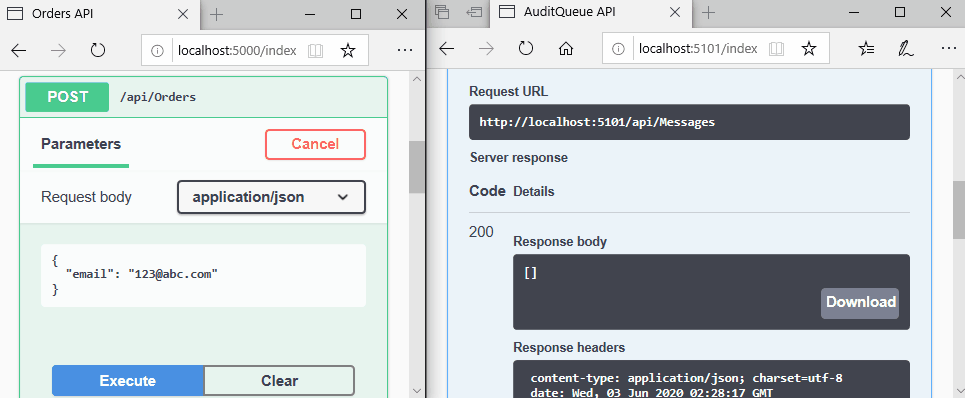 Orders API
localhost:5000/index
POST /api/Orders
Parameters
Cancel
Request body
application/json
{
"email": "123@abc.com"
}
Execute
Clear
AuditQueue API
localhost:5101/index
Request URL
http://localhost:5101/api/Messages
Server response
Code Details
200
Response body
[]
Download
Response headers
content-type: application/json; charset=utf-8
date: Wed, 03 Jun 2020 02:28:17 GMT